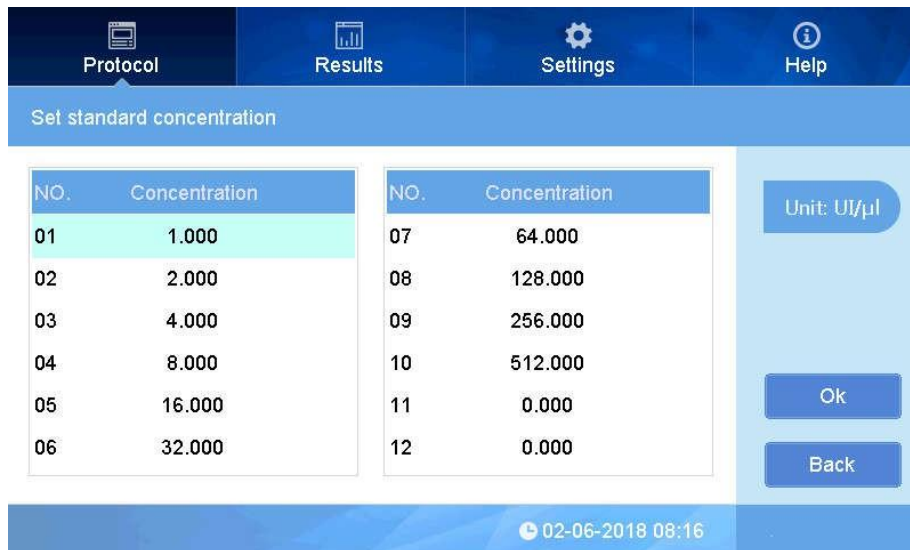 Protocol Results Settings Help
Set standard concentration
NO. Concentration NO. Concentration
01 1.000 07 64.000
02 2.000 08 128.000
03 4.000 09 256.000
04 8.000 10 512.000
05 16.000 11 0.000
06 32.000 12 0.000
Unit: UI/µl
Ok
Back
02-06-2018 08:16